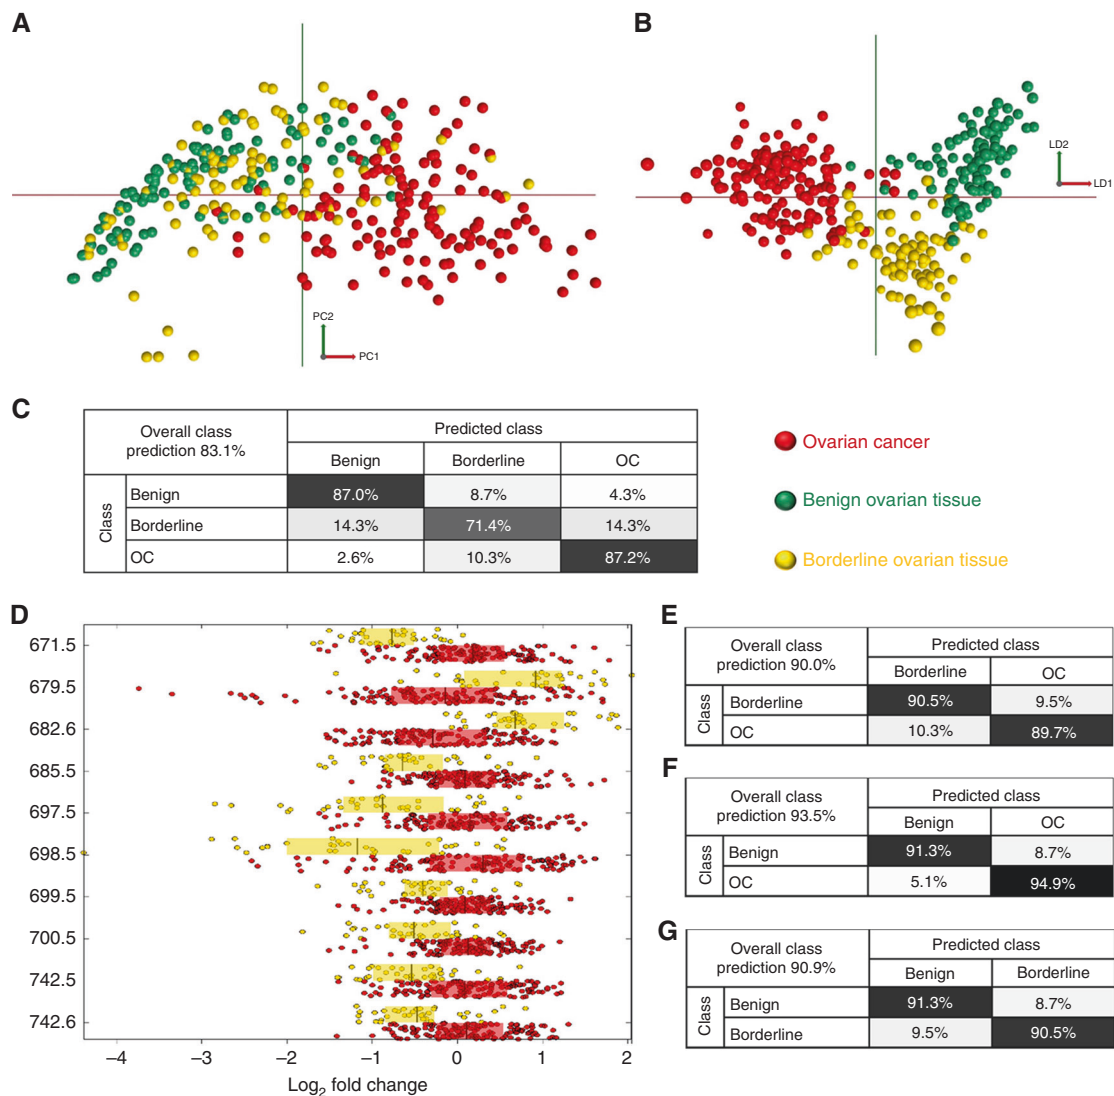 A
B
PC2
PC1
LD2
LD1
C
Overall class
prediction 83.1%
Predicted class
Benign
Borderline
OC
Class
Benign
87.0%
8.7%
4.3%
Borderline
14.3%
71.4%
14.3%
OC
2.6%
10.3%
87.2%
Ovarian cancer
Benign ovarian tissue
Borderline ovarian tissue
D
671.5
679.5
682.6
685.5
697.5
698.5
699.5
700.5
742.5
742.6
–4
–3
–2
–1
0
1
2
Log2 fold change
E
Overall class
prediction 90.0%
Predicted class
Borderline
OC
Class
Borderline
90.5%
9.5%
OC
10.3%
89.7%
F
Overall class
prediction 93.5%
Predicted class
Benign
OC
Class
Benign
91.3%
8.7%
OC
5.1%
94.9%
G
Overall class
prediction 90.9%
Predicted class
Benign
Borderline
Class
Benign
91.3%
8.7%
Borderline
9.5%
90.5%